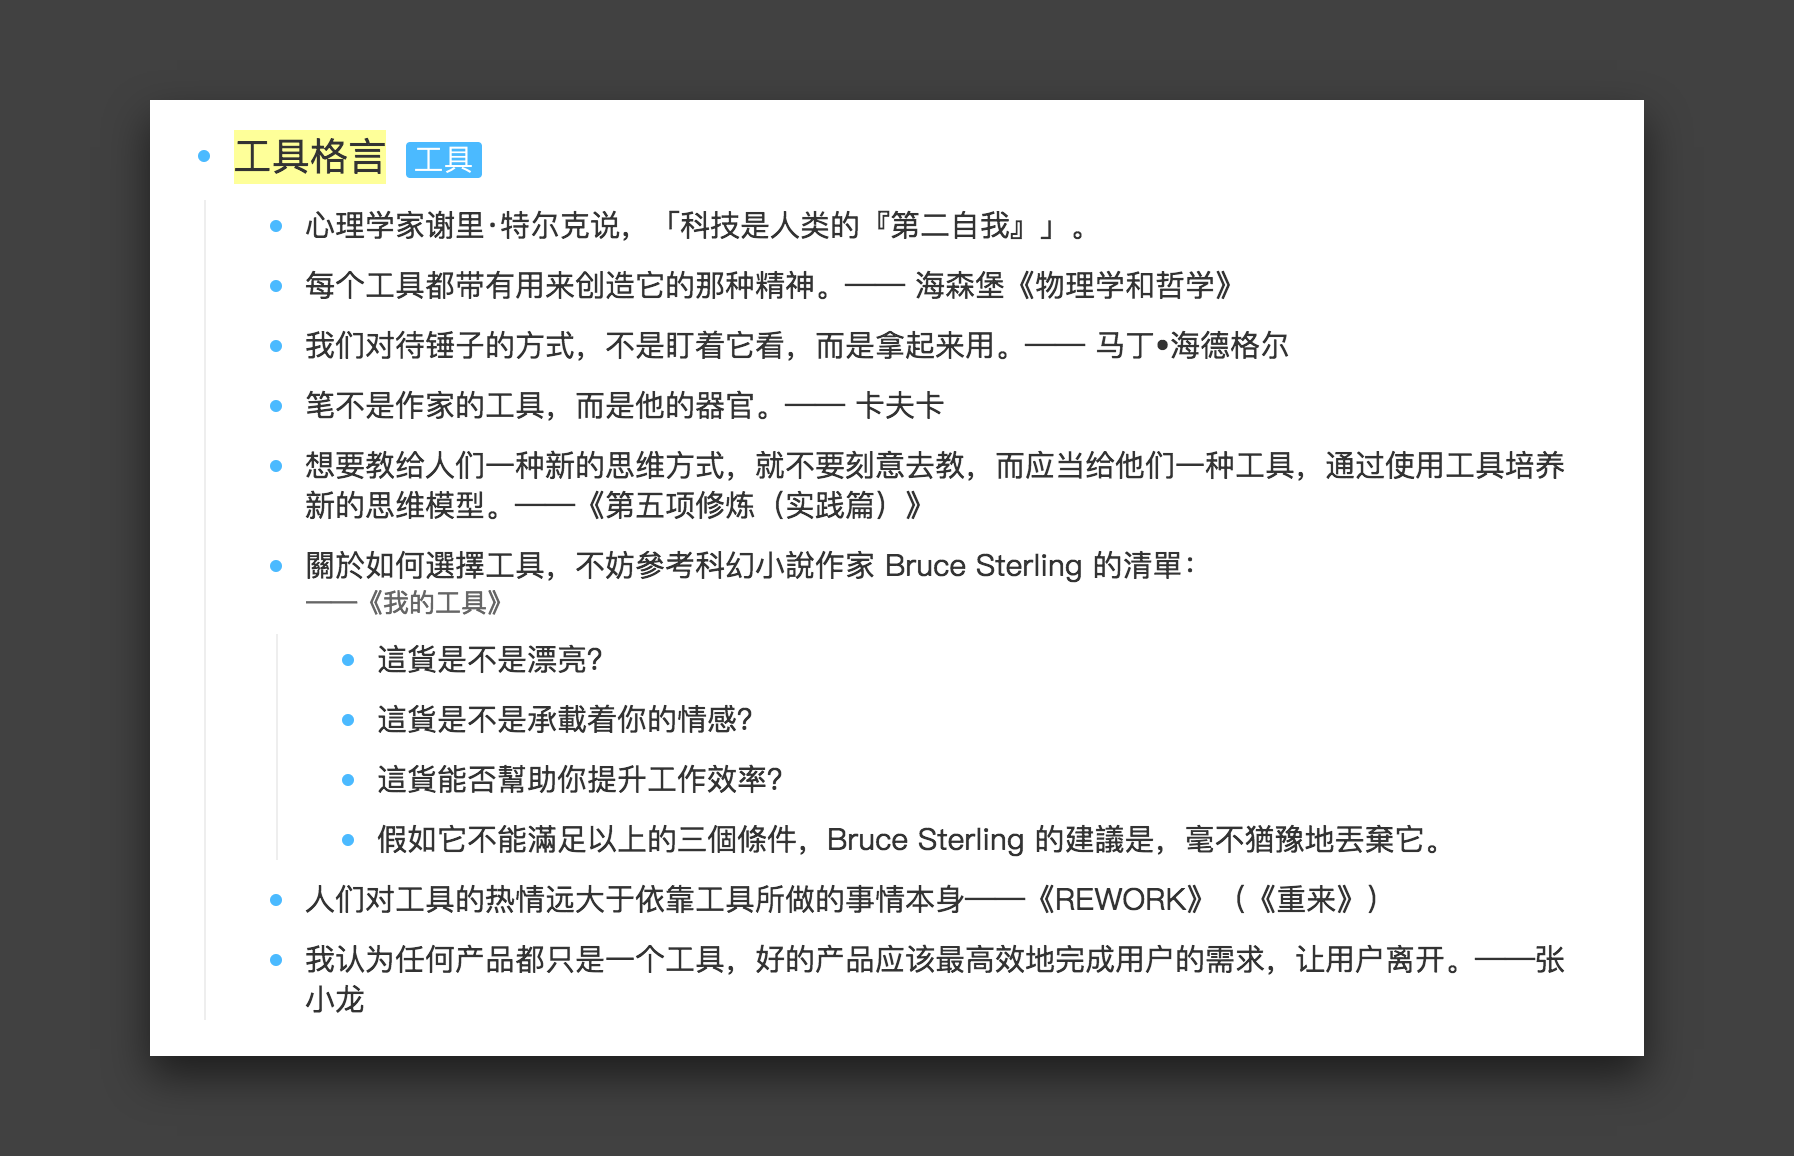 工具格言 工具
心理学家谢里·特尔克说，「科技是人类的『第二自我』」。
每个工具都带有用来创造它的那种精神。—— 海森堡《物理学和哲学》
我们对待锤子的方式，不是盯着它看，而是拿起来用。—— 马丁•海德格尔
笔不是作家的工具，而是他的器官。—— 卡夫卡
想要教给人们一种新的思维方式，就不要刻意去教，而应当给他们一种工具，通过使用工具培养
新的思维模型。——《第五项修炼（实践篇）》
關於如何選擇工具，不妨參考科幻小說作家 Bruce Sterling 的清單：
——《我的工具》
這貨是不是漂亮？
這貨是不是承載着你的情感？
這貨能否幫助你提升工作效率？
假如它不能滿足以上的三個條件，Bruce Sterling 的建議是，毫不猶豫地丟棄它。
人们对工具的热情远大于依靠工具所做的事情本身——《REWORK》（《重来》）
我认为任何产品都只是一个工具，好的产品应该最高效地完成用户的需求，让用户离开。——张
小龙